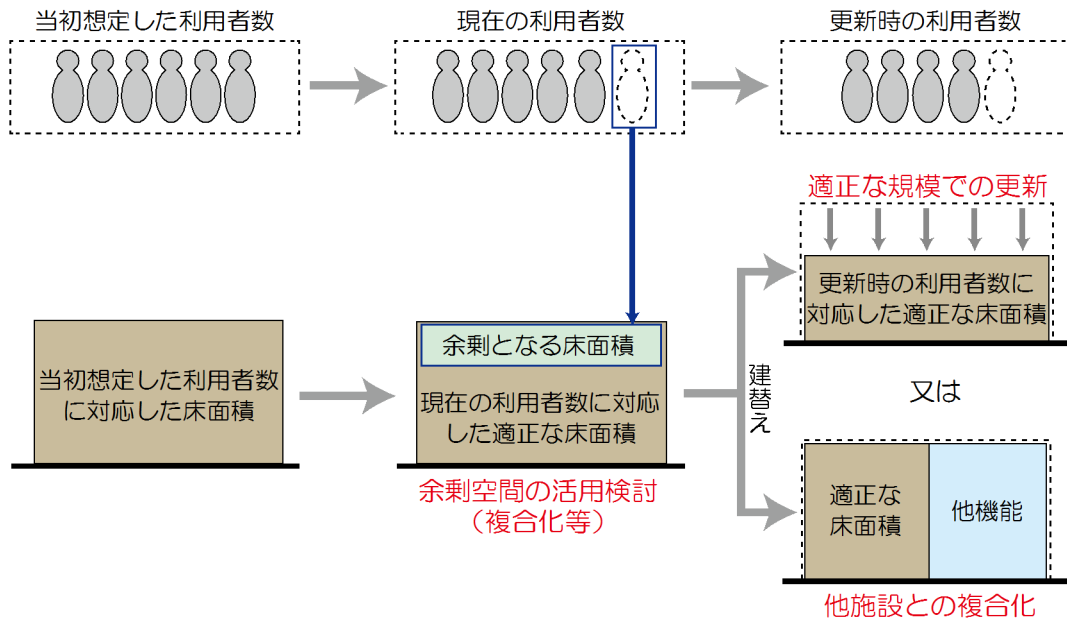 当初想定した利用者数
現在の利用者数
更新時の利用者数
適正な規模での更新
更新時の利用者数に
対応した適正な床面積
当初想定した利用者数
に対応した床面積
余剰となる床面積
現在の利用者数に対応
した適正な床面積
余剰空間の活用検討
（複合化等）
建替え
又は
適正な
床面積
他機能
他施設との複合化